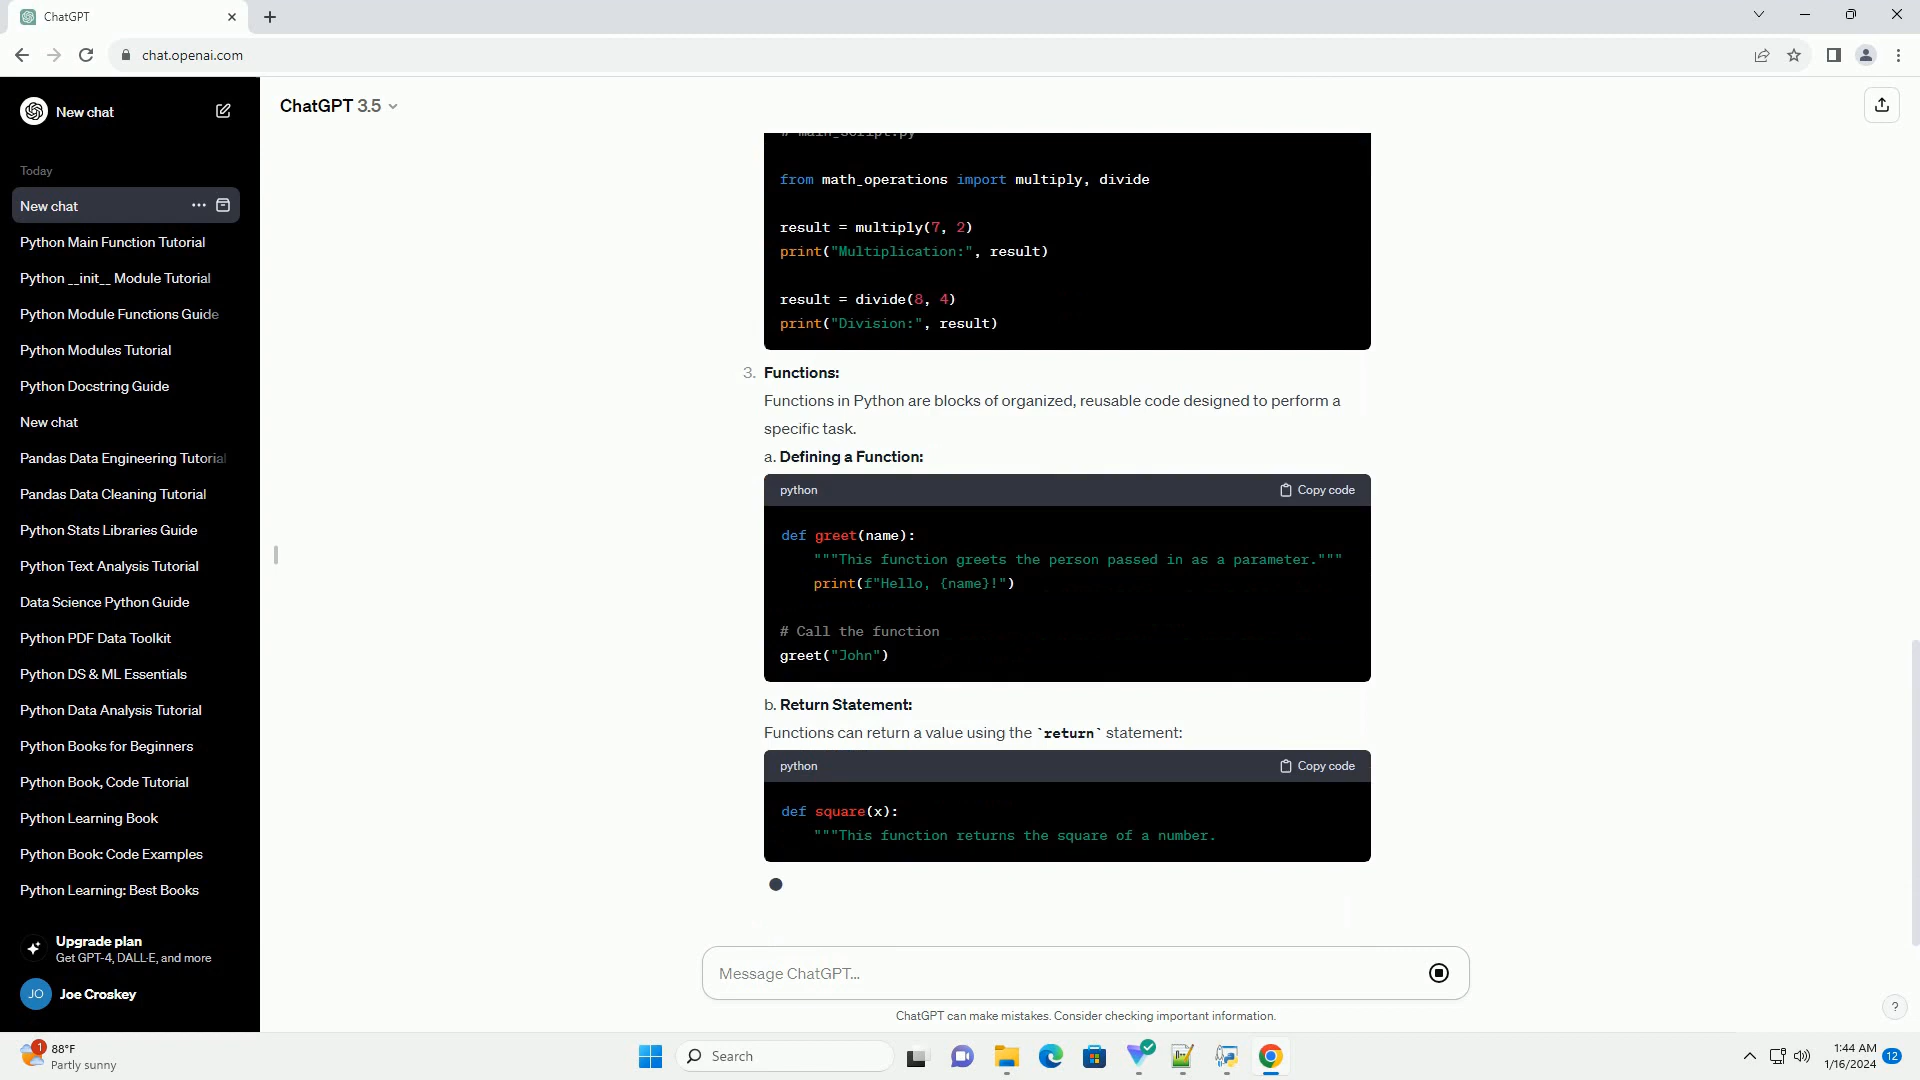 ChatGPT
chat.openai.com
New chat
ChatGPT 3.5
Today
New chat
Python Main Function Tutorial
Python __init__ Module Tutorial
Python Module Functions Guide
Python Modules Tutorial
Python Docstring Guide
New chat
Pandas Data Engineering Tutorial
Pandas Data Cleaning Tutorial
Python Stats Libraries Guide
Python Text Analysis Tutorial
Data Science Python Guide
Python PDF Data Toolkit
Python DS & ML Essentials
Python Data Analysis Tutorial
Python Books for Beginners
Python Book, Code Tutorial
Python Learning Book
Python Book: Code Examples
Python Learning: Best Books
Upgrade plan
Get GPT-4, DALL·E, and more
JO Joe Croskey
# main_script.py
from math_operations import multiply, divide
result = multiply(7, 2)
print("Multiplication:", result)
result = divide(8, 4)
print("Division:", result)
3. Functions:
Functions in Python are blocks of organized, reusable code designed to perform a
specific task.
a. Defining a Function:
python Copy code
def greet(name):
"""This function greets the person passed in as a parameter."""
print(f"Hello, {name}!")
# Call the function
greet("John")
b. Return Statement:
Functions can return a value using the `return` statement:
python Copy code
def square(x):
"""This function returns the square of a number.
Message ChatGPT...
ChatGPT can make mistakes. Consider checking important information.
?
1
88°F
Partly sunny
Search
1:44 AM
1/16/2024
12